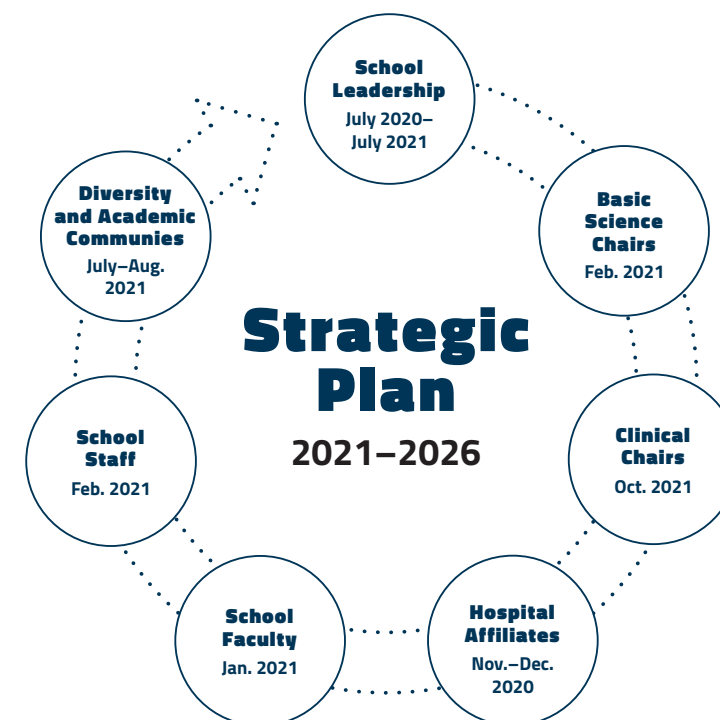 School
Leadership
July 2020–
July 2021
Basic
Science
Chairs
Feb. 2021
Clinical
Chairs
Oct. 2021
Hospital
Affiliates
Nov.–Dec.
2020
School
Faculty
Jan. 2021
School
Staff
Feb. 2021
Diversity
and Academic
Communies
July–Aug.
2021
Strategic
Plan
2021–2026